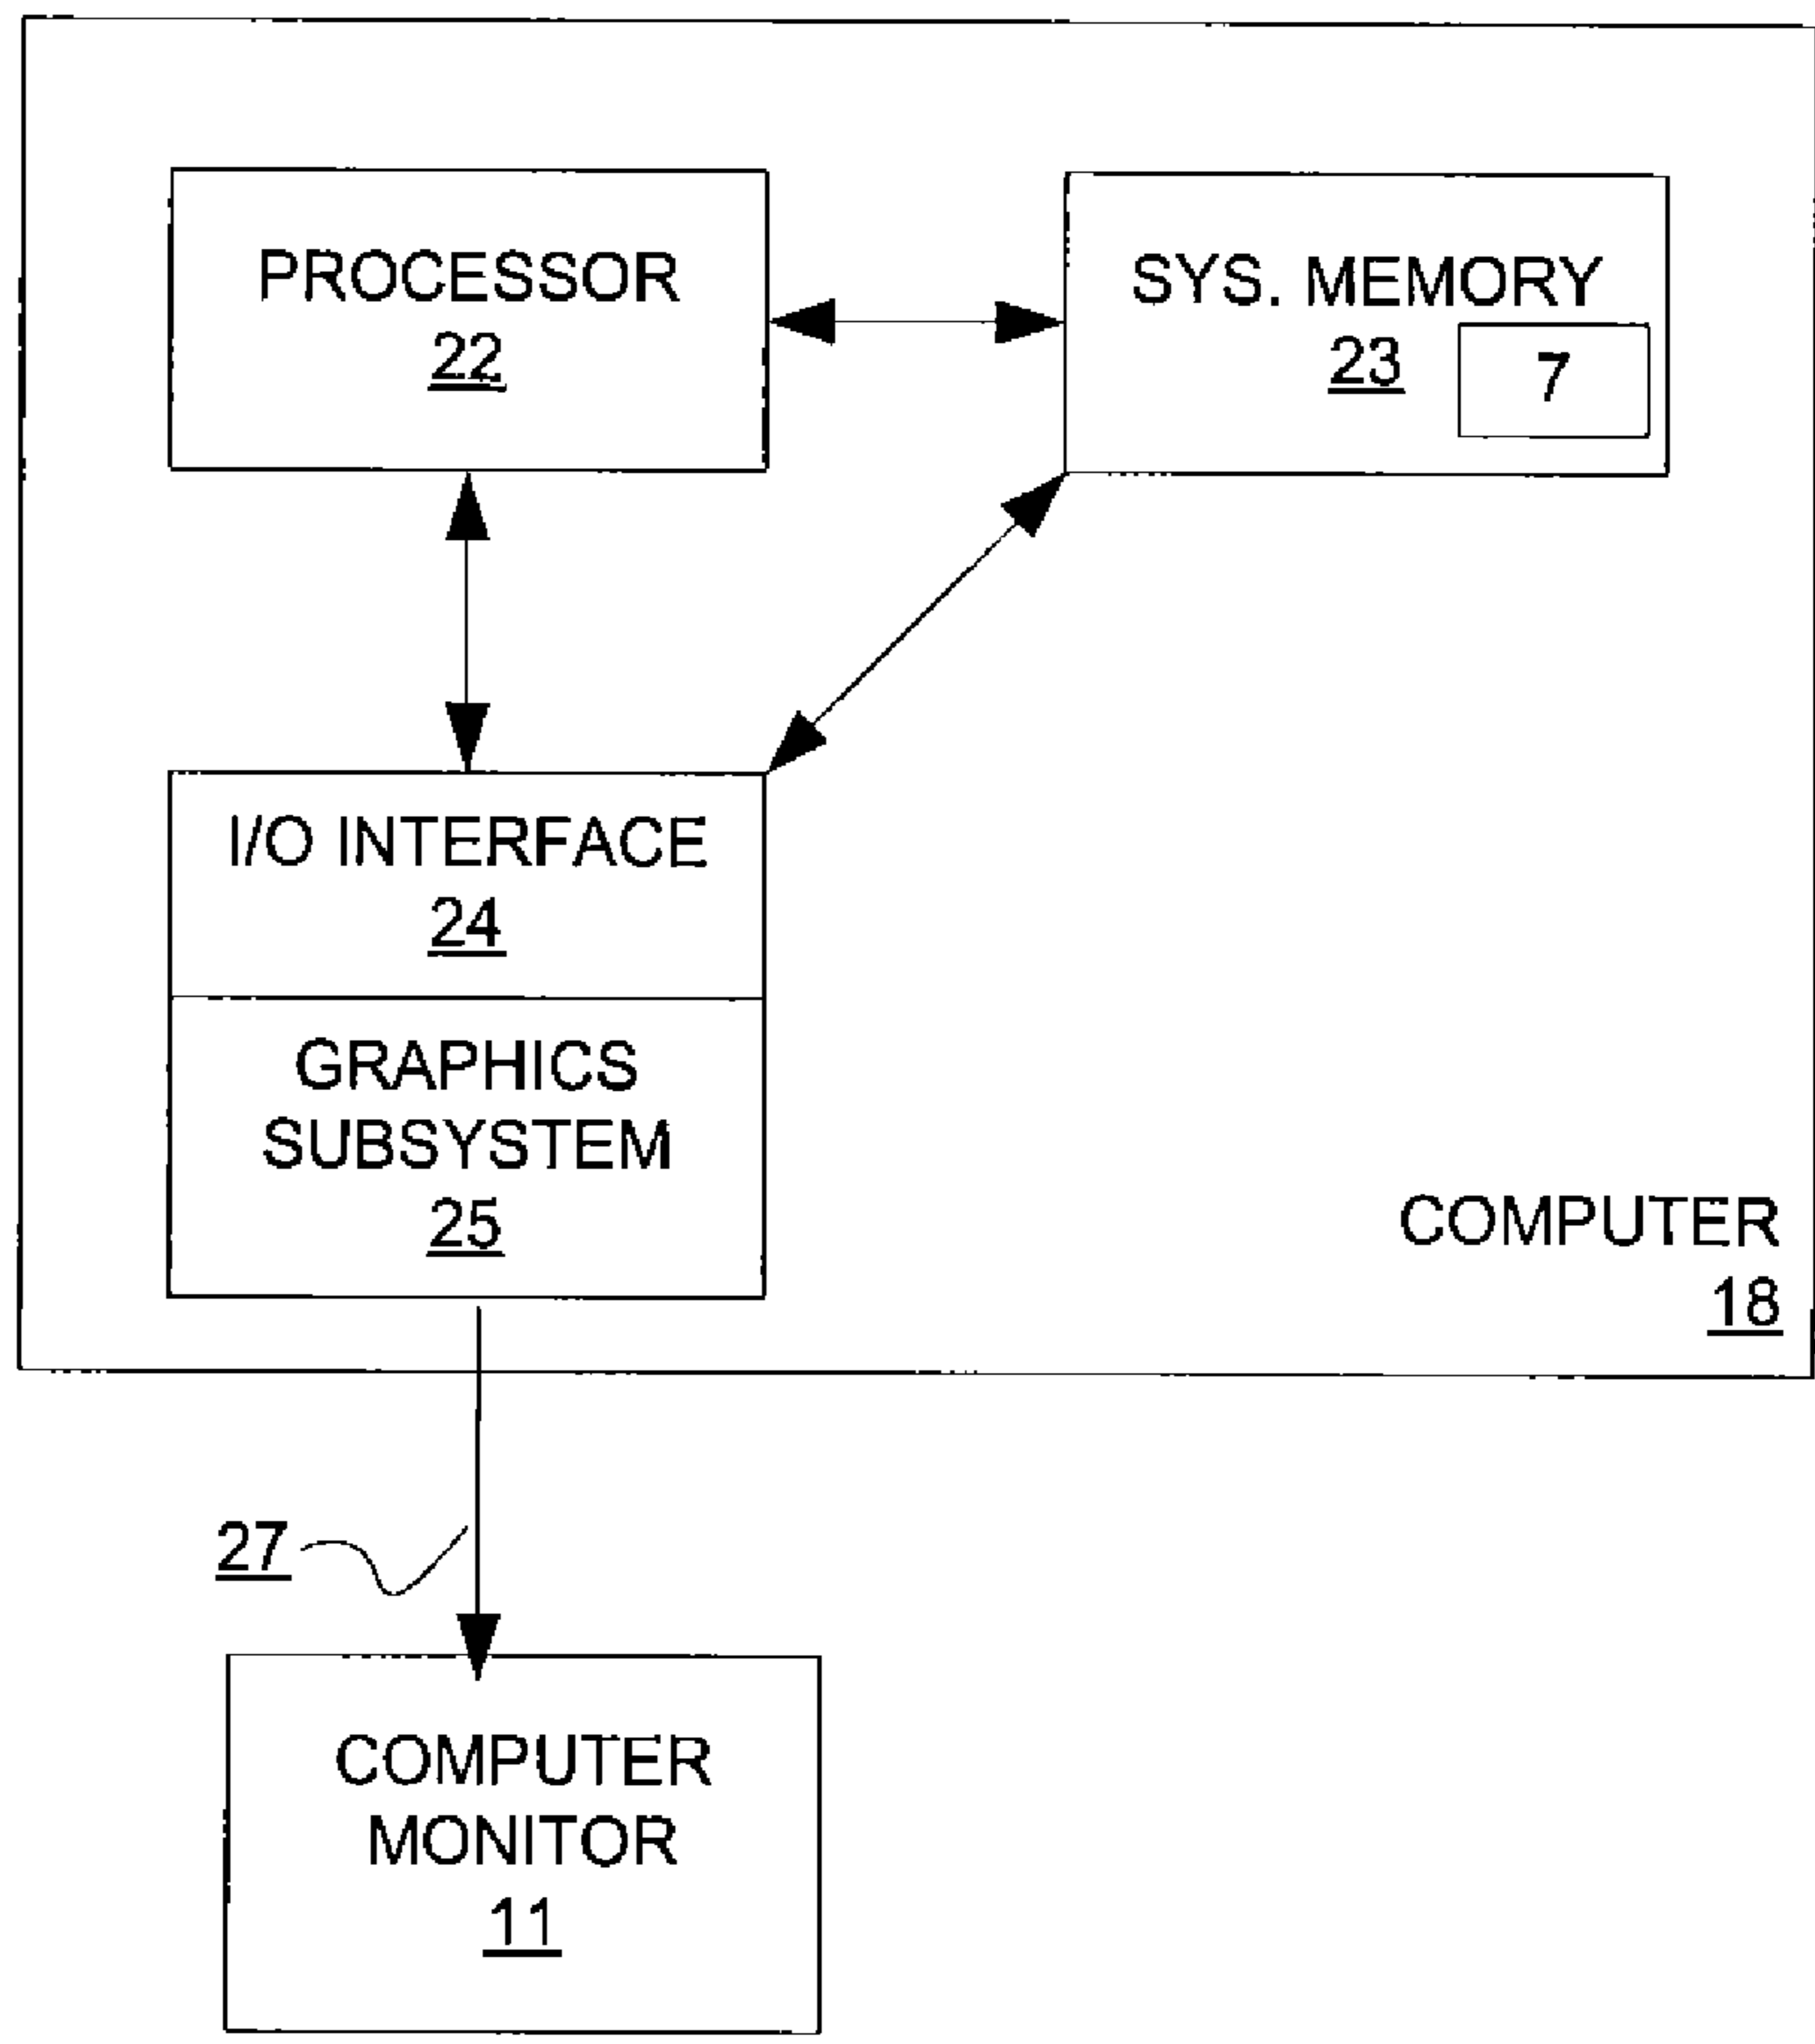 PROCESSOR
22
SYS. MEMORY
23
7
I/O INTERFACE
24
GRAPHICS
SUBSYSTEM
25
COMPUTER
18
27
COMPUTER
MONITOR
11